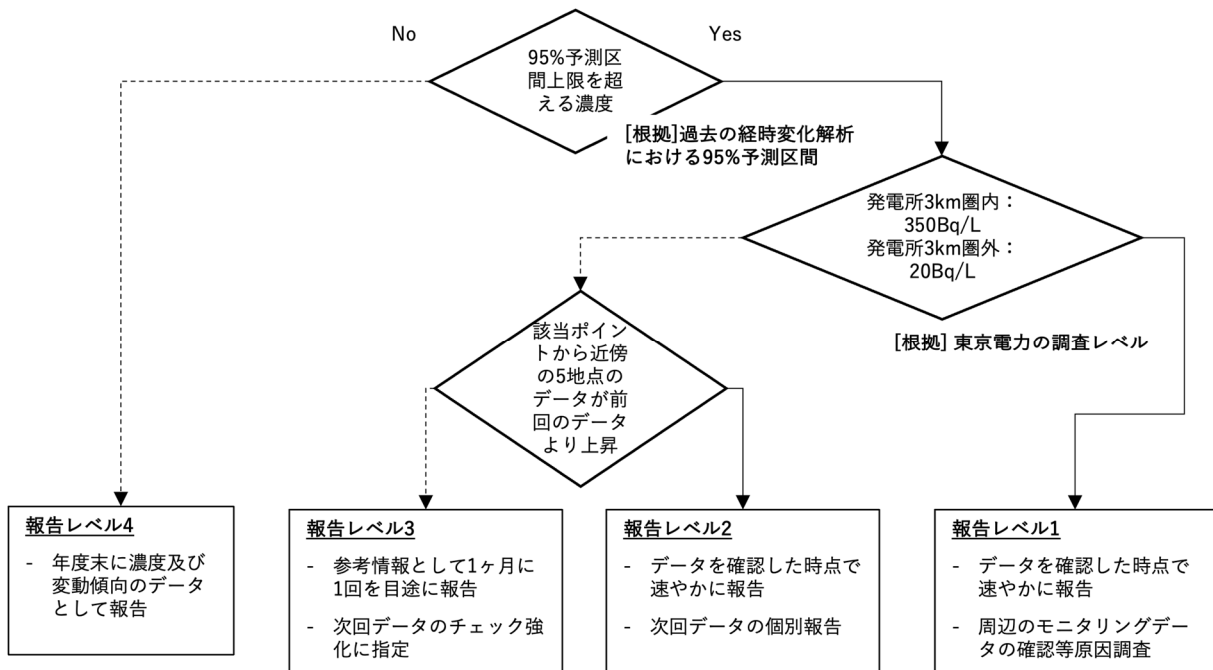 No
Yes
95%予測区
間上限を超
える濃度
[根拠]過去の経時変化解析
における95%予測区間
発電所3km圏内：
350Bq/L
発電所3km圏外：
20Bq/L
[根拠] 東京電力の調査レベル
該当ポイン
トから近傍
の5地点の
データが前
回のデータ
より上昇
報告レベル4
- 年度末に濃度及び
変動傾向のデータ
として報告
報告レベル3
- 参考情報として1ヶ月に
1回を目途に報告
- 次回データのチェック強
化に指定
報告レベル2
- データを確認した時点で
速やかに報告
- 次回データの個別報告
報告レベル1
- データを確認した時点で
速やかに報告
- 周辺のモニタリングデー
タの確認等原因調査